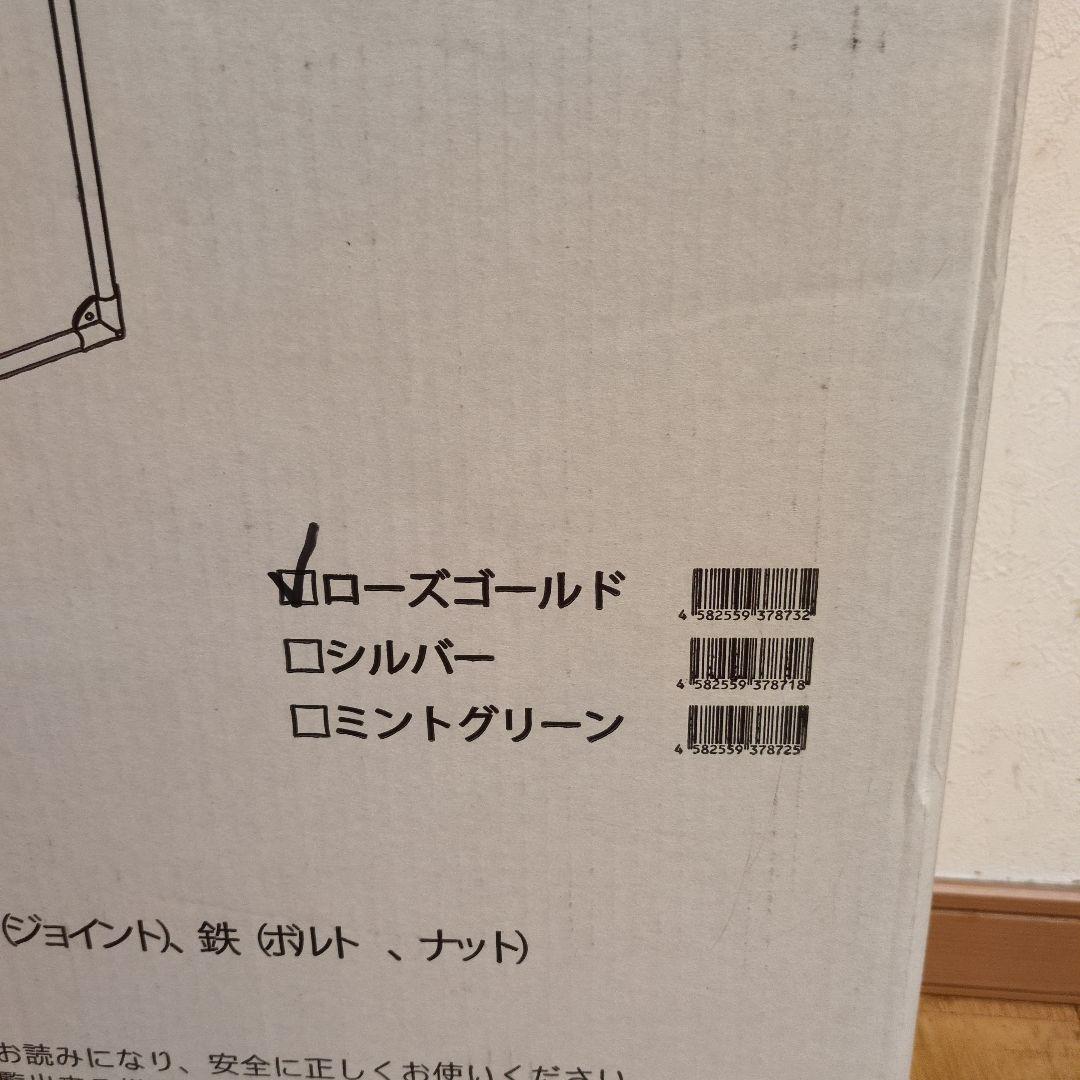 ☑ローズゴールド 4 582559 378732
□シルバー 4 582559 378718
□ミントグリーン 4 582559 378725
(ジョイント)、鉄 (ボルト 、ナット)
お読みになり、安全に正しくお使いください